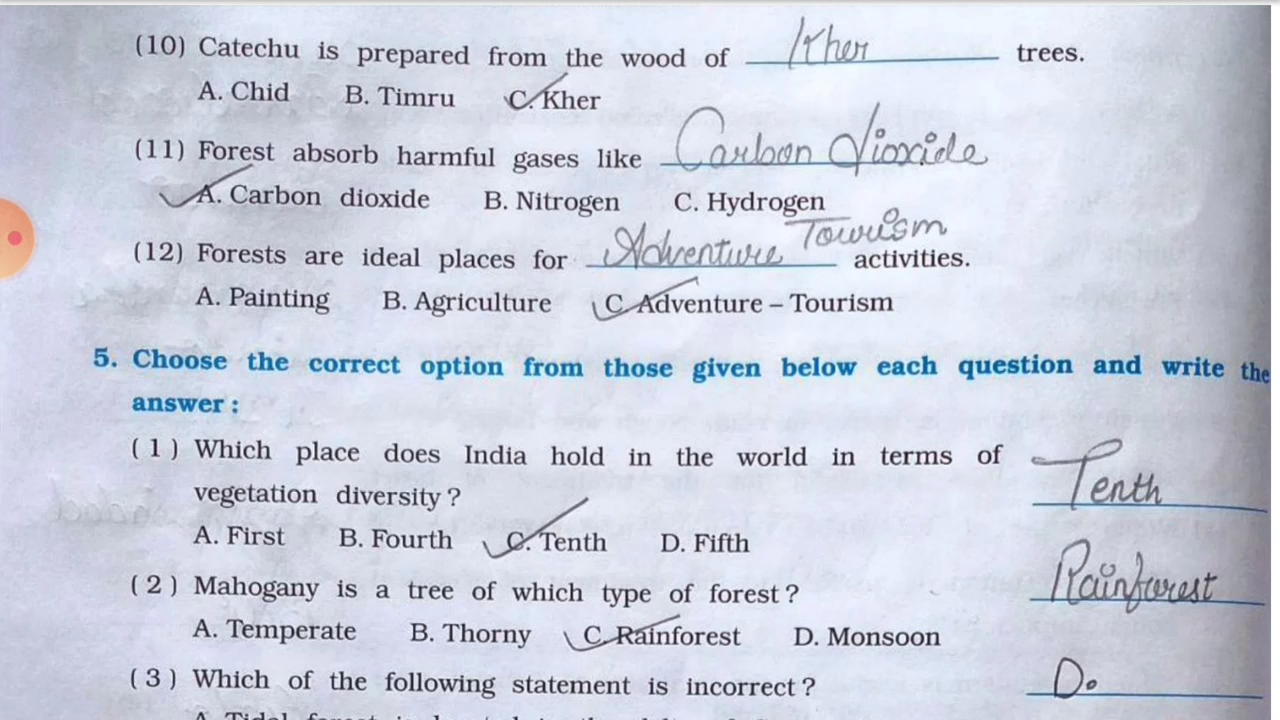 (10) Catechu is prepared from the wood of Kher trees.
A. Chid B. Timru C. Kher
(11) Forest absorb harmful gases like Carbon dioxide
A. Carbon dioxide B. Nitrogen C. Hydrogen
(12) Forests are ideal places for Adventure Tourism activities.
A. Painting B. Agriculture C. Adventure – Tourism
5. Choose the correct option from those given below each question and write the
answer :
( 1 ) Which place does India hold in the world in terms of
vegetation diversity ? Tenth
A. First B. Fourth C. Tenth D. Fifth
( 2 ) Mahogany is a tree of which type of forest ? Rainforest
A. Temperate B. Thorny C. Rainforest D. Monsoon
( 3 ) Which of the following statement is incorrect ? D.